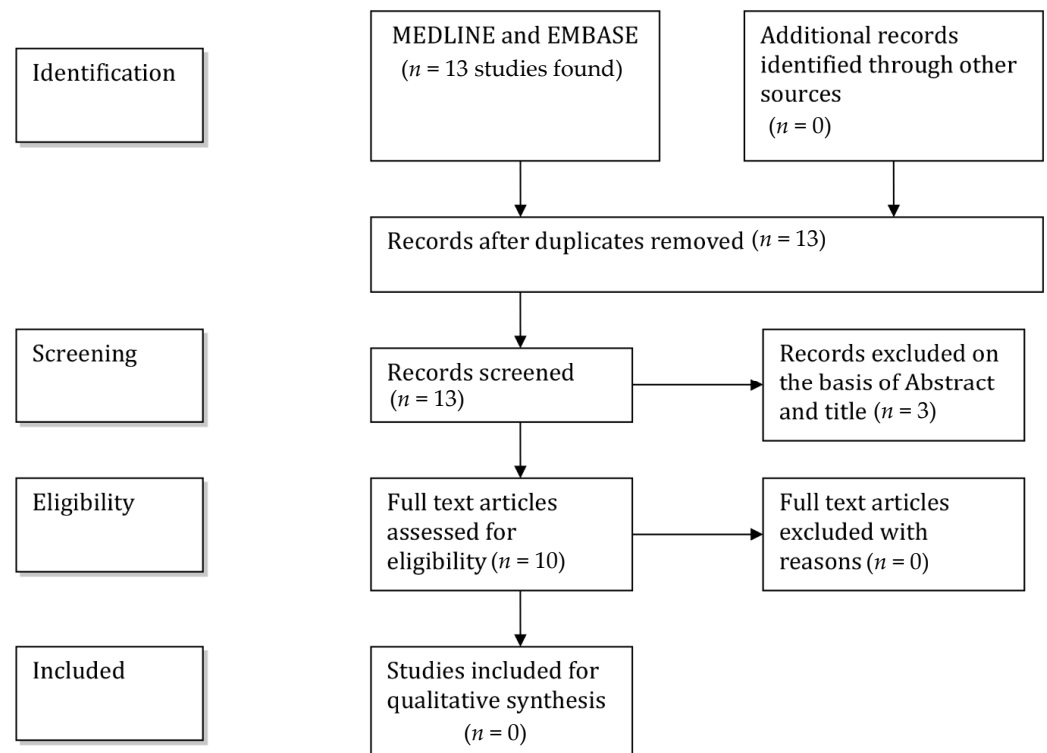 Identification
MEDLINE and EMBASE
(n = 13 studies found)
Additional records
identified through other
sources
(n = 0)
Records after duplicates removed (n = 13)
Screening
Records screened
(n = 13)
Records excluded on
the basis of Abstract
and title (n = 3)
Eligibility
Full text articles
assessed for
eligibility (n = 10)
Full text articles
excluded with
reasons (n = 0)
Included
Studies included for
qualitative synthesis
(n = 0)